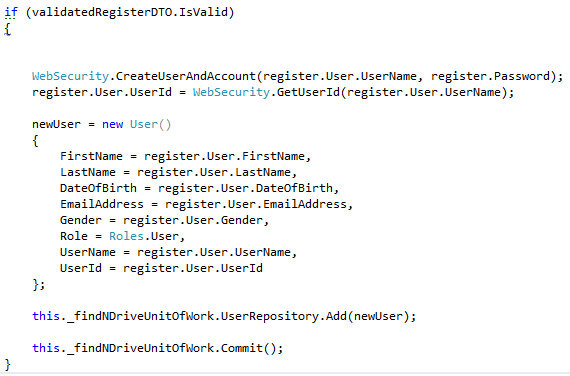 if (validatedRegisterDTO.IsValid)
{
WebSecurity.CreateUserAndAccount(register.User.UserName, register.Password);
register.User.UserId = WebSecurity.GetUserId(register.User.UserName);
newUser = new User()
{
FirstName = register.User.FirstName,
LastName = register.User.LastName,
DateOfBirth = register.User.DateOfBirth,
EmailAddress = register.User.EmailAddress,
Gender = register.User.Gender,
Role = Roles.User,
UserName = register.User.UserName,
UserId = register.User.UserId
};
this._findNDriveUnitOfWork.UserRepository.Add(newUser);
this._findNDriveUnitOfWork.Commit();
}